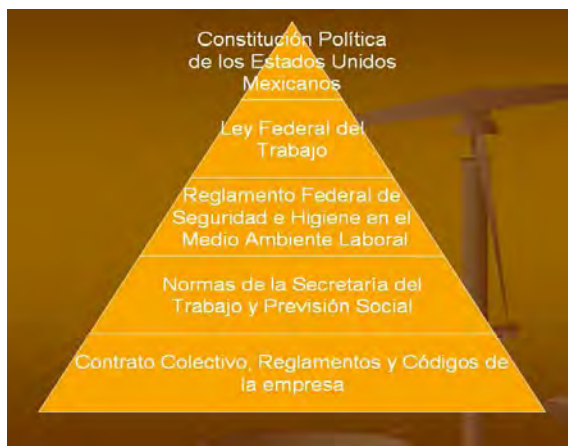 Constitución Política
de los Estados Unidos
Mexicanos
Ley Federal del
Trabajo
Reglamento Federal de
Seguridad e Higiene en el
Medio Ambiente Laboral
Normas de la Secretaría del
Trabajo y Previsión Social
Contrato Colectivo, Reglamentos y Códigos de
la empresa